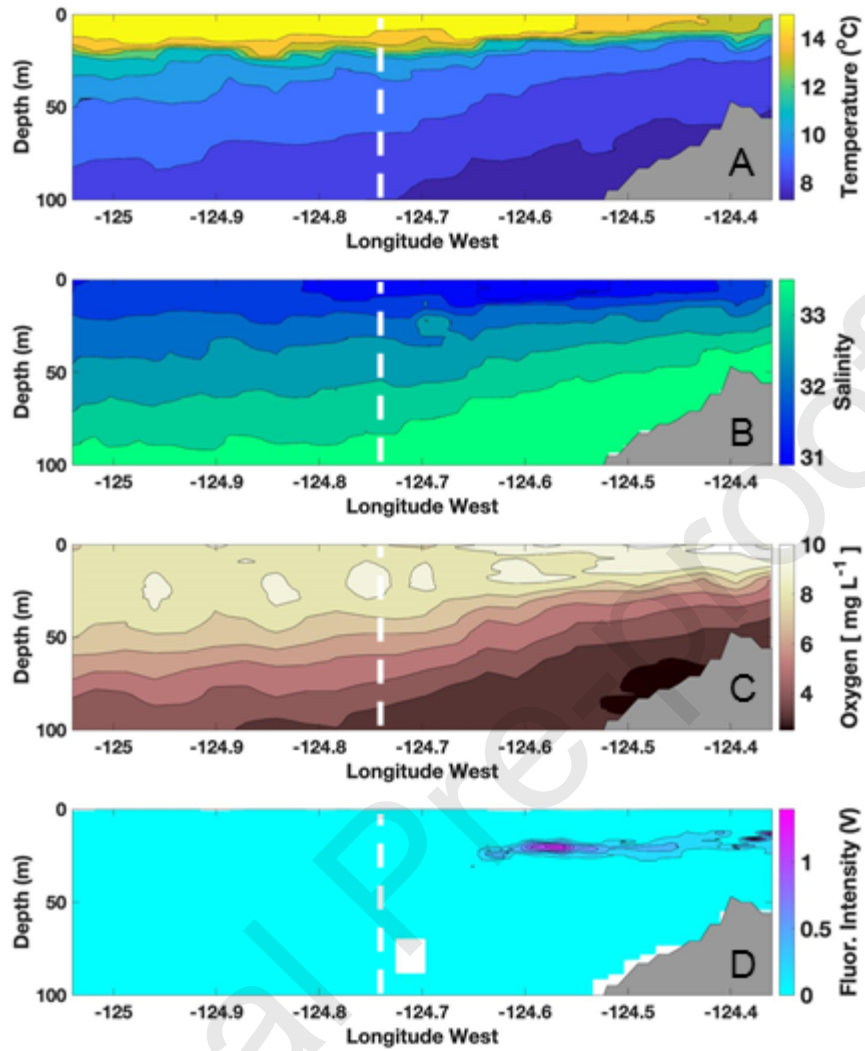 0
50
100
Depth (m)
-125 -124.9 -124.8 -124.7 -124.6 -124.5 -124.4
Longitude West
A
14
12
10
8
Temperature (°C)
0
50
100
Depth (m)
-125 -124.9 -124.8 -124.7 -124.6 -124.5 -124.4
Longitude West
B
33
32
31
Salinity
0
50
100
Depth (m)
-125 -124.9 -124.8 -124.7 -124.6 -124.5 -124.4
Longitude West
C
10
8
6
4
Oxygen [ mg L⁻¹ ]
0
50
100
Depth (m)
-125 -124.9 -124.8 -124.7 -124.6 -124.5 -124.4
Longitude West
D
1
0.5
0
Fluor. Intensity (V)
al Pre-proof